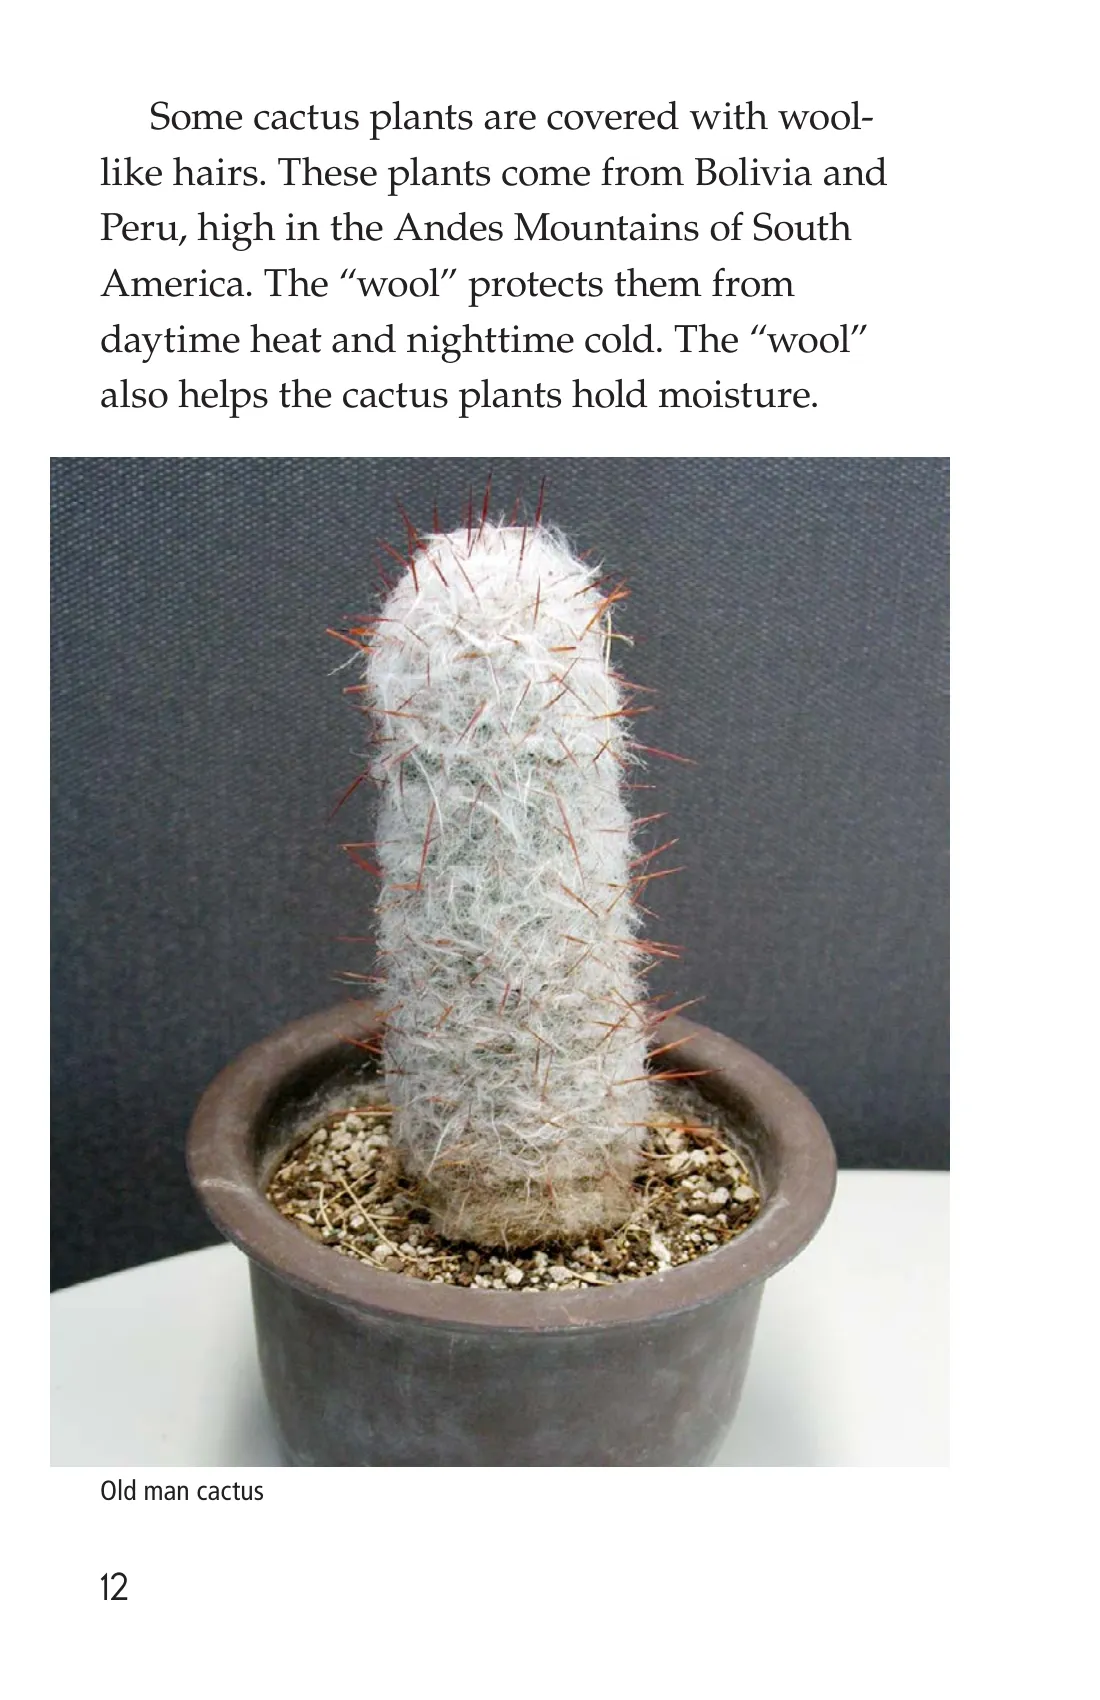 Some cactus plants are covered with wool-
like hairs. These plants come from Bolivia and
Peru, high in the Andes Mountains of South
America. The “wool” protects them from
daytime heat and nighttime cold. The “wool”
also helps the cactus plants hold moisture.
Old man cactus
12